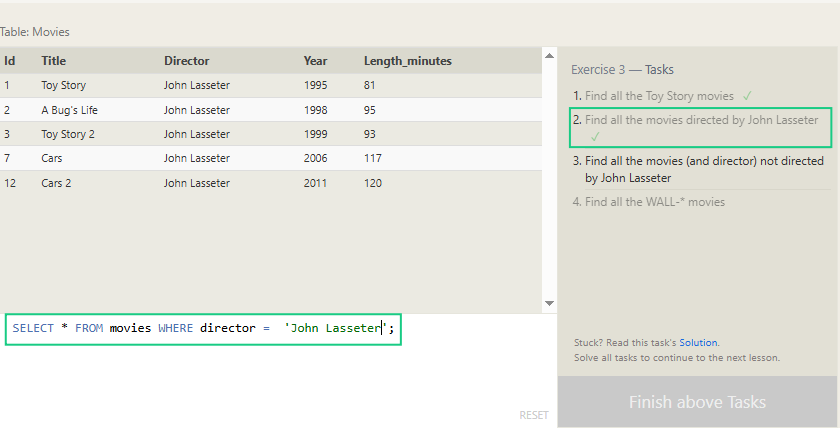 Table: Movies
Id Title Director Year Length_minutes
1 Toy Story John Lasseter 1995 81
2 A Bug's Life John Lasseter 1998 95
3 Toy Story 2 John Lasseter 1999 93
7 Cars John Lasseter 2006 117
12 Cars 2 John Lasseter 2011 120
SELECT * FROM movies WHERE director = 'John Lasseter';
RESET
Exercise 3 — Tasks
1. Find all the Toy Story movies ✓
2. Find all the movies directed by John Lasseter
✓
3. Find all the movies (and director) not directed
by John Lasseter
4. Find all the WALL-* movies
Stuck? Read this task's Solution.
Solve all tasks to continue to the next lesson.
Finish above Tasks